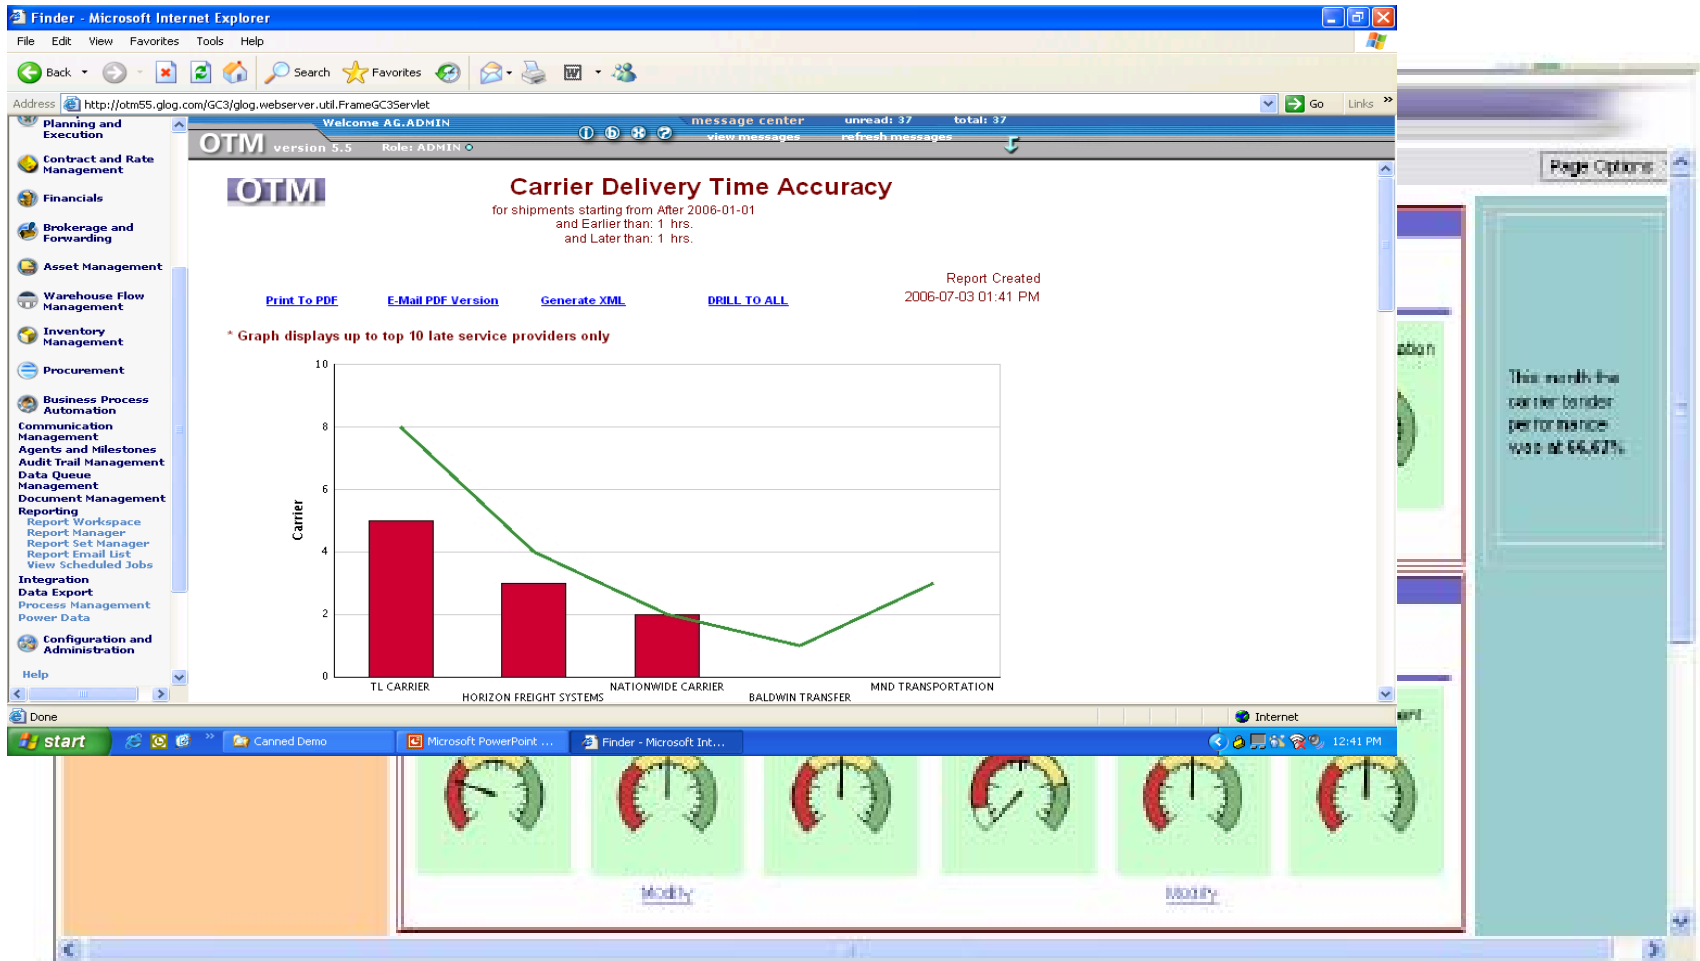 Finder - Microsoft Internet Explorer
File Edit View Favorites Tools Help
Back Search Favorites
Address http://otm55.glog.com/GC3/glog.webserver.util.FrameGC3Servlet Go Links »
Planning and
Execution
Contract and Rate
Management
Financials
Brokerage and
Forwarding
Asset Management
Warehouse Flow
Management
Inventory
Management
Procurement
Business Process
Automation
Communication
Management
Agents and Milestones
Audit Trail Management
Data Queue
Management
Document Management
Reporting
Report Workspace
Report Manager
Report Set Manager
Report Email List
View Scheduled Jobs
Integration
Data Export
Process Management
Power Data
Configuration and
Administration
Help
Welcome AG.ADMIN
OTM version 5.5 Role: ADMIN
message center unread: 37 total: 37
view messages refresh messages
OTM
Carrier Delivery Time Accuracy
for shipments starting from After 2006-01-01
and Earlier than: 1 hrs.
and Later than: 1 hrs.
Report Created
2006-07-03 01:41 PM
Print To PDF E-Mail PDF Version Generate XML DRILL TO ALL
* Graph displays up to top 10 late service providers only
10
8
6
4
2
0
Carrier
TL CARRIER
HORIZON FREIGHT SYSTEMS
NATIONWIDE CARRIER
BALDWIN TRANSFER
MND TRANSPORTATION
Done Internet
start » Canned Demo Microsoft PowerPoint ... Finder - Microsoft Int... 12:41 PM
Page Options
This month the
carrier tender
performance
was at 66.67%
Modify Modify